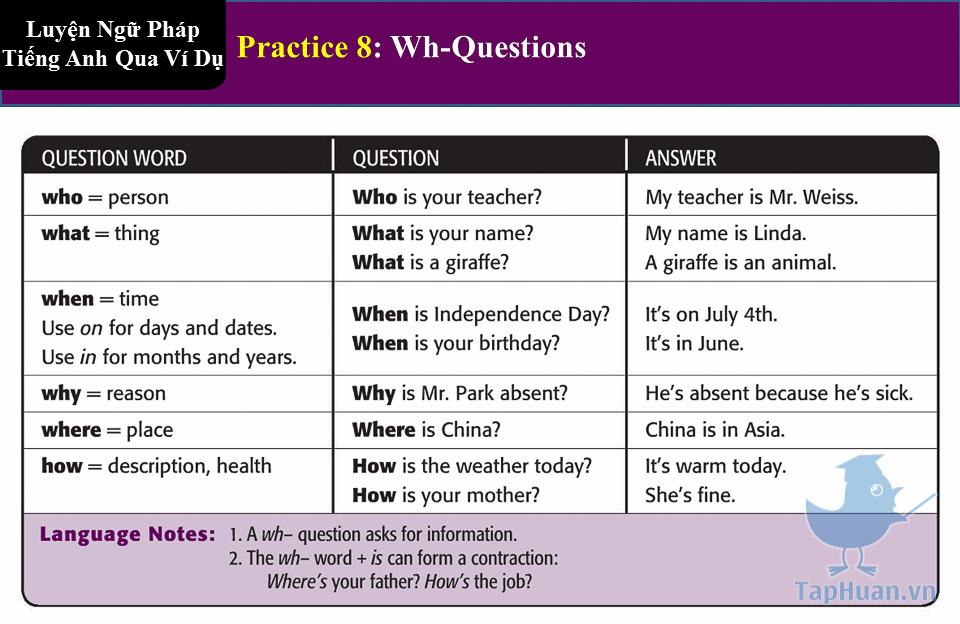 Luyện Ngữ Pháp
Tiếng Anh Qua Ví Dụ
Practice 8: Wh-Questions
QUESTION WORD QUESTION ANSWER
who = person Who is your teacher? My teacher is Mr. Weiss.
what = thing What is your name? My name is Linda.
What is a giraffe? A giraffe is an animal.
when = time
Use on for days and dates.
Use in for months and years.
When is Independence Day? It's on July 4th.
When is your birthday? It's in June.
why = reason Why is Mr. Park absent? He's absent because he's sick.
where = place Where is China? China is in Asia.
how = description, health How is the weather today? It's warm today.
How is your mother? She's fine.
Language Notes: 1. A wh– question asks for information.
2. The wh– word + is can form a contraction:
Where's your father? How's the job?
TapHuan.vn